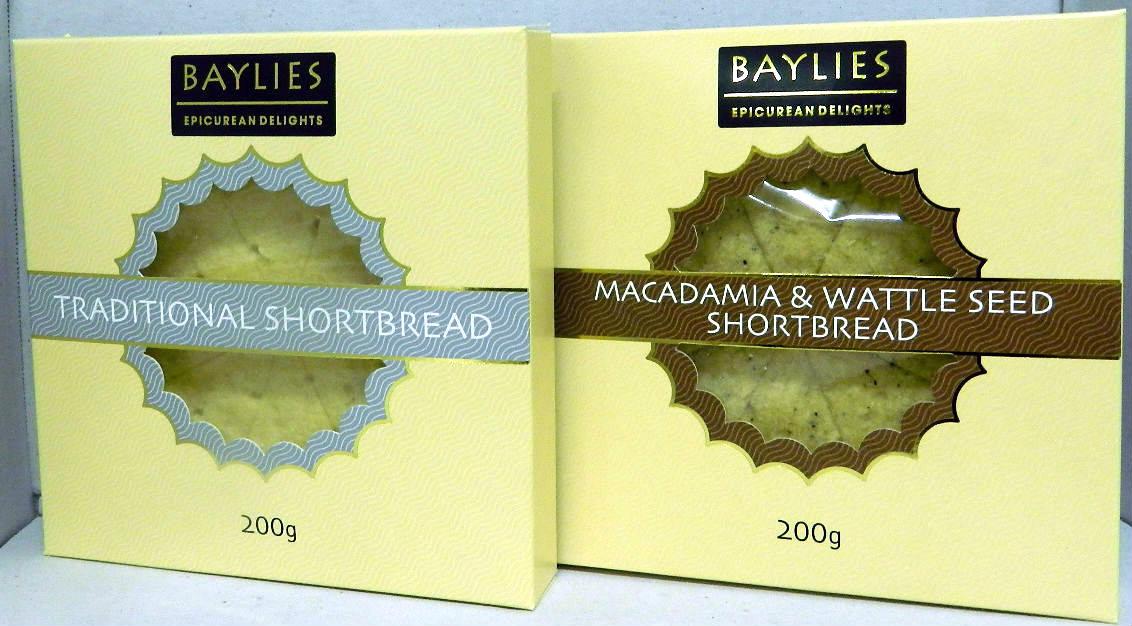 BAYLIES
EPICUREAN DELIGHTS
TRADITIONAL SHORTBREAD
200g
BAYLIES
EPICUREAN DELIGHTS
MACADAMIA & WATTLE SEED
SHORTBREAD
200g